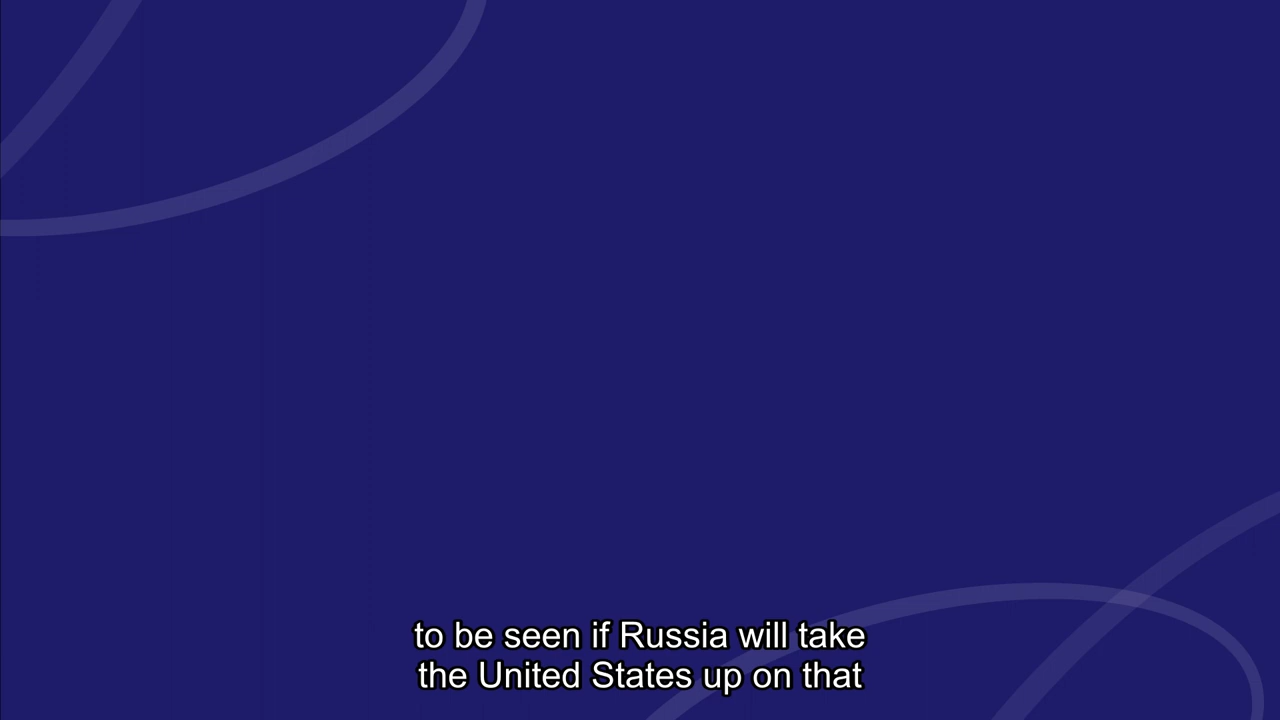 to be seen if Russia will take
the United States up on that